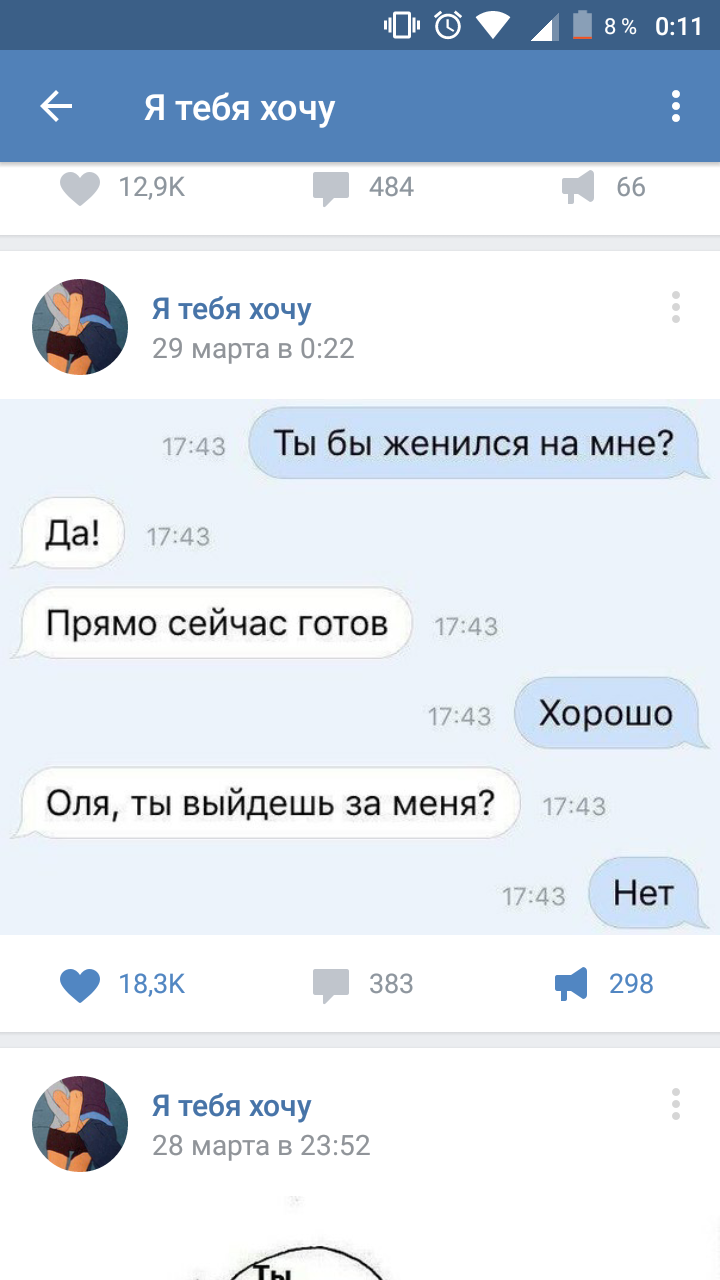 8 % 0:11
Я тебя хочу
12,9K 484 66
Я тебя хочу
29 марта в 0:22
17:43 Ты бы женился на мне?
Да! 17:43
Прямо сейчас готов 17:43
17:43 Хорошо
Оля, ты выйдешь за меня? 17:43
17:43 Нет
18,3K 383 298
Я тебя хочу
28 марта в 23:52
Ты